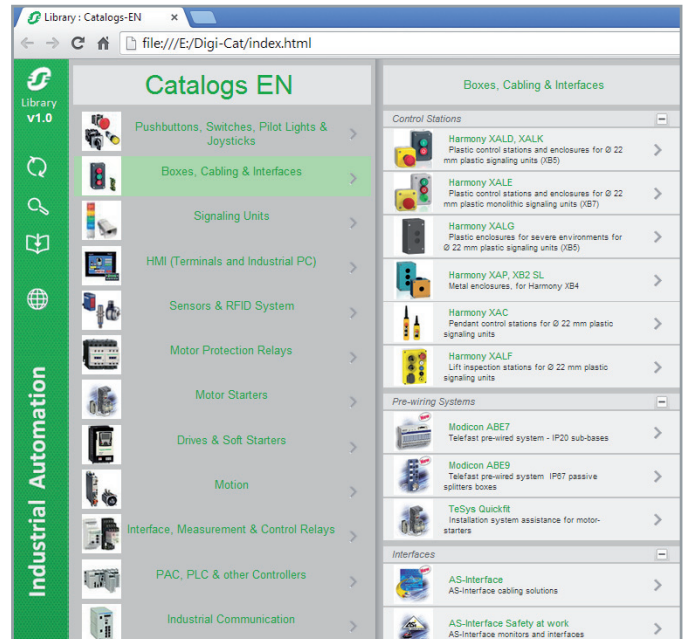 Library : Catalogs-EN
file:///E:/Digi-Cat/index.html
Library
v1.0
Industrial Automation
Catalogs EN
Pushbuttons, Switches, Pilot Lights &
Joysticks
Boxes, Cabling & Interfaces
Signaling Units
HMI (Terminals and Industrial PC)
Sensors & RFID System
Motor Protection Relays
Motor Starters
Drives & Soft Starters
Motion
Interface, Measurement & Control Relays
PAC, PLC & other Controllers
Industrial Communication
Boxes, Cabling & Interfaces
Control Stations
Harmony XALD, XALK
Plastic control stations and enclosures for Ø 22
mm plastic signaling units (XB5)
Harmony XALE
Plastic control stations and enclosures for Ø 22
mm plastic monolithic signaling units (XB7)
Harmony XALG
Plastic enclosures for severe environments for
Ø 22 mm plastic signaling units (XB5)
Harmony XAP, XB2 SL
Metal enclosures, for Harmony XB4
Harmony XAC
Pendant control stations for Ø 22 mm plastic
signaling units
Harmony XALF
Lift inspection stations for Ø 22 mm plastic
signaling units
Pre-wiring Systems
Modicon ABE7
Telefast pre-wired system - IP20 sub-bases
Modicon ABE9
Telefast pre-wired system IP67 passive
splitters boxes
TeSys Quickfit
Installation system assistance for motor-
starters
Interfaces
AS-Interface
AS-Interface cabling solutions
AS-Interface Safety at work
AS-Interface monitors and interfaces